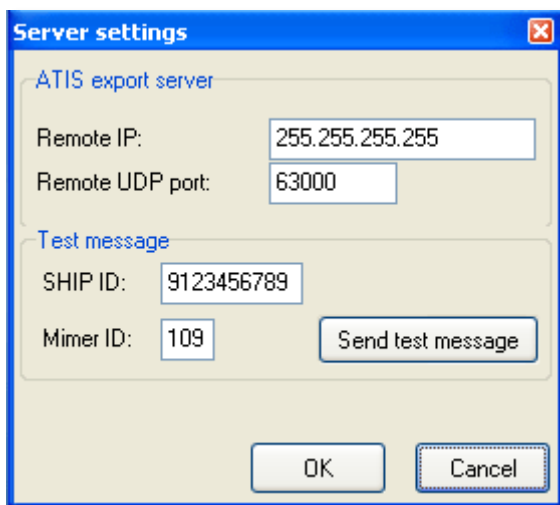 Server settings
ATIS export server
Remote IP: 255.255.255.255
Remote UDP port: 63000
Test message
SHIP ID: 9123456789
Mimer ID: 109 Send test message
OK Cancel